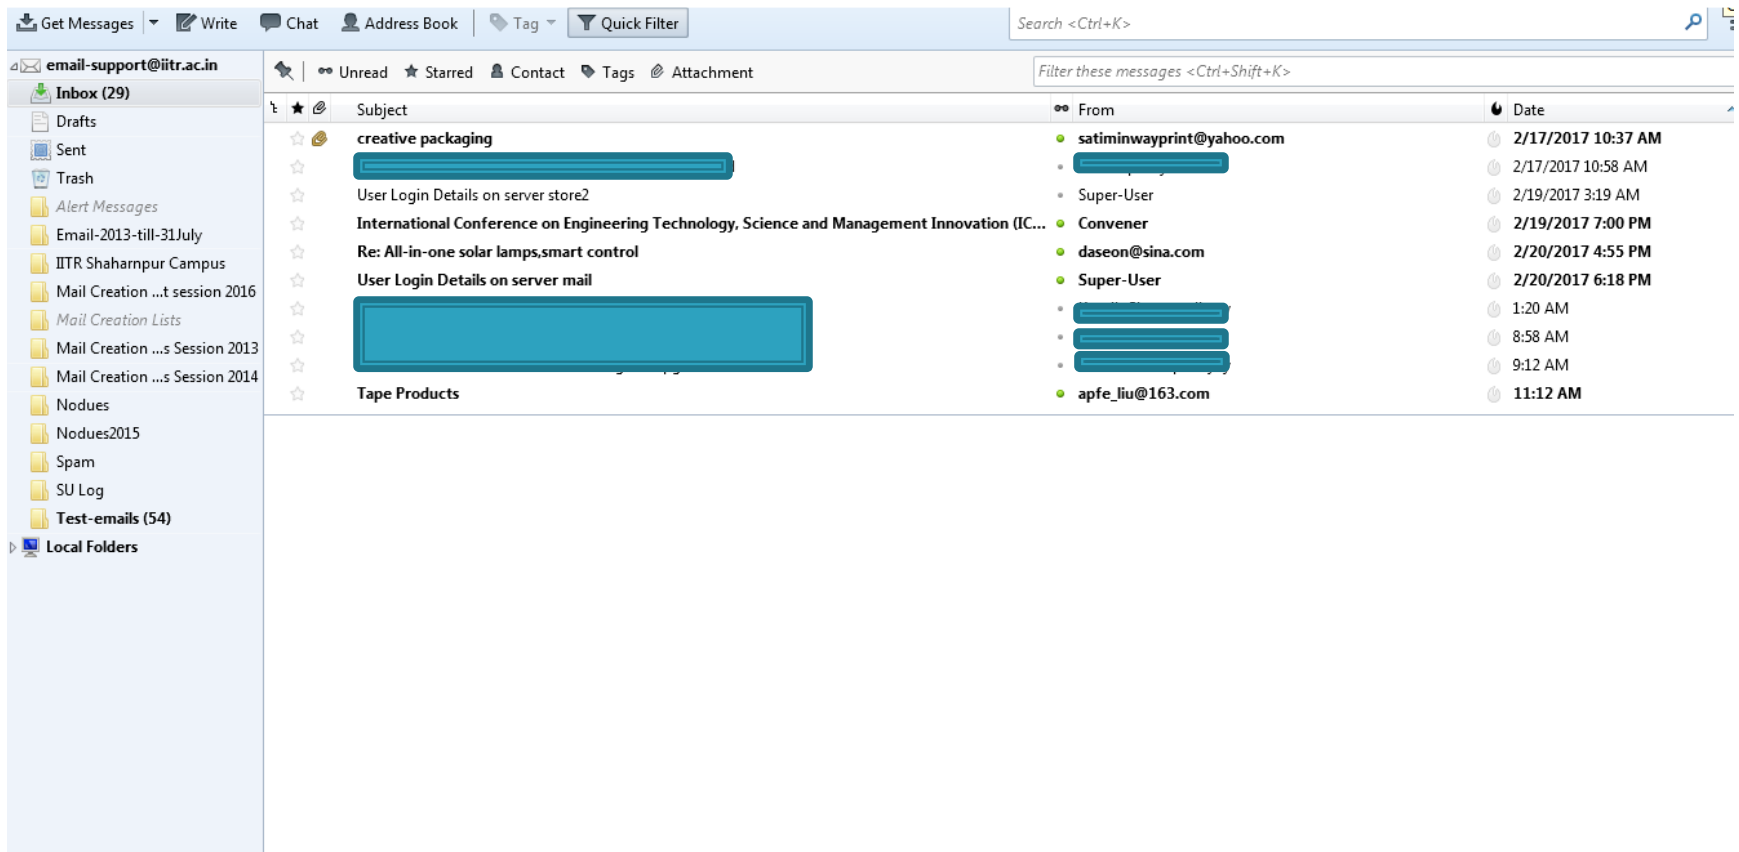 Get Messages Write Chat Address Book Tag Quick Filter Search <Ctrl+K>
email-support@iitr.ac.in
Unread Starred Contact Tags Attachment Filter these messages <Ctrl+Shift+K>
Inbox (29)
Drafts
Sent
Trash
Alert Messages
Email-2013-till-31July
IITR Shaharnpur Campus
Mail Creation ...t session 2016
Mail Creation Lists
Mail Creation ...s Session 2013
Mail Creation ...s Session 2014
Nodues
Nodues2015
Spam
SU Log
Test-emails (54)
Local Folders
Subject From Date
creative packaging satiminwayprint@yahoo.com 2/17/2017 10:37 AM
2/17/2017 10:58 AM
User Login Details on server store2 Super-User 2/19/2017 3:19 AM
International Conference on Engineering Technology, Science and Management Innovation (IC... Convener 2/19/2017 7:00 PM
Re: All-in-one solar lamps,smart control daseon@sina.com 2/20/2017 4:55 PM
User Login Details on server mail Super-User 2/20/2017 6:18 PM
1:20 AM
8:58 AM
9:12 AM
Tape Products apfe_liu@163.com 11:12 AM